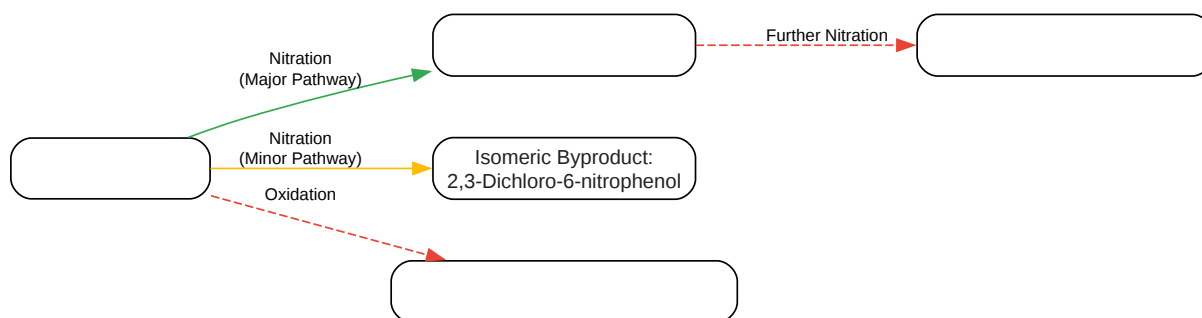 Further Nitration
Nitration
(Major Pathway)
Nitration
(Minor Pathway)
Isomeric Byproduct:
2,3-Dichloro-6-nitrophenol
Oxidation